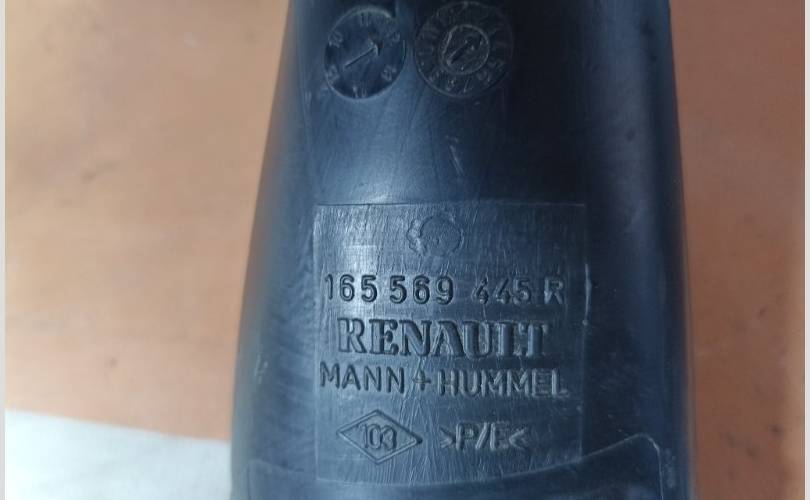 165 569 445 R
RENAULT
MANN+HUMMEL
103 >P/E<